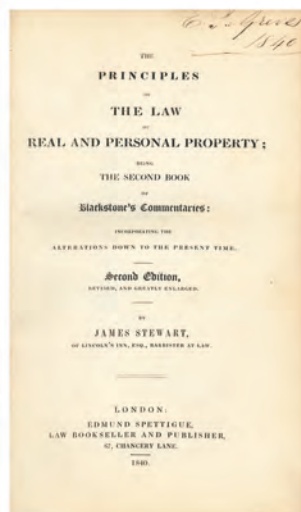 1840
THE
PRINCIPLES
OF
THE LAW
OF
REAL AND PERSONAL PROPERTY;
BEING
THE SECOND BOOK
OF
Blackstone's Commentaries:
INCORPORATING THE
ALTERATIONS DOWN TO THE PRESENT TIME.
Second Edition,
REVISED, AND GREATLY ENLARGED.
BY
JAMES STEWART,
OF LINCOLN'S INN, ESQ., BARRISTER AT LAW.
LONDON:
EDMUND SPETTIGUE,
LAW BOOKSELLER AND PUBLISHER,
67, CHANCERY LANE.
1840.